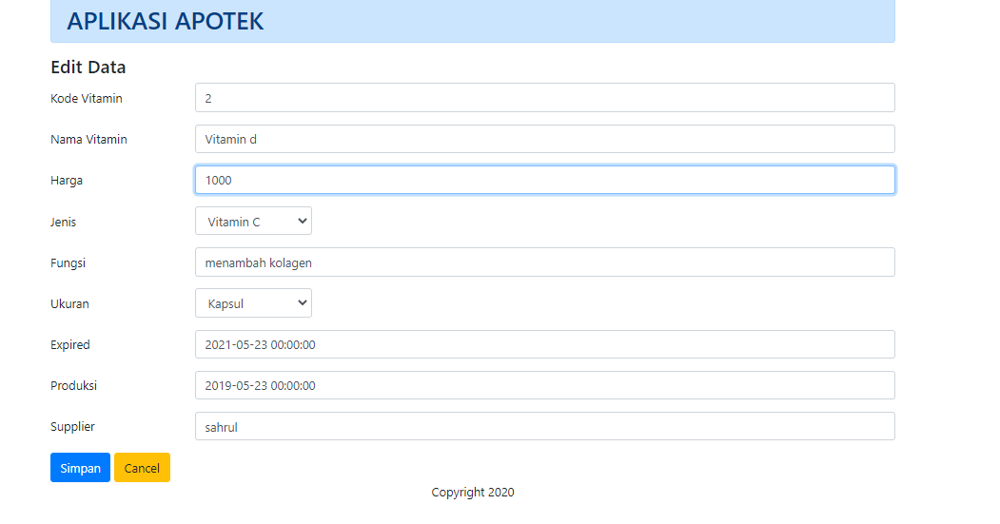 APLIKASI APOTEK
Edit Data
Kode Vitamin 2
Nama Vitamin Vitamin d
Harga 1000
Jenis Vitamin C
Fungsi menambah kolagen
Ukuran Kapsul
Expired 2021-05-23 00:00:00
Produksi 2019-05-23 00:00:00
Supplier sahrul
Simpan Cancel
Copyright 2020